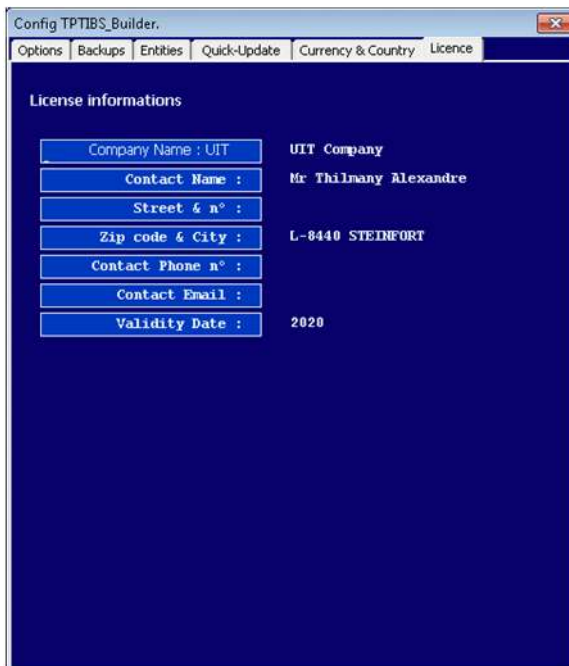 Config TPTIBS_Builder.
Options Backups Entities Quick-Update Currency & Country Licence
License informations
Company Name : UIT UIT Company
Contact Name : Mr Thilmany Alexandre
Street & n° :
Zip code & City : L-8440 STEINFORT
Contact Phone n° :
Contact Email :
Validity Date : 2020